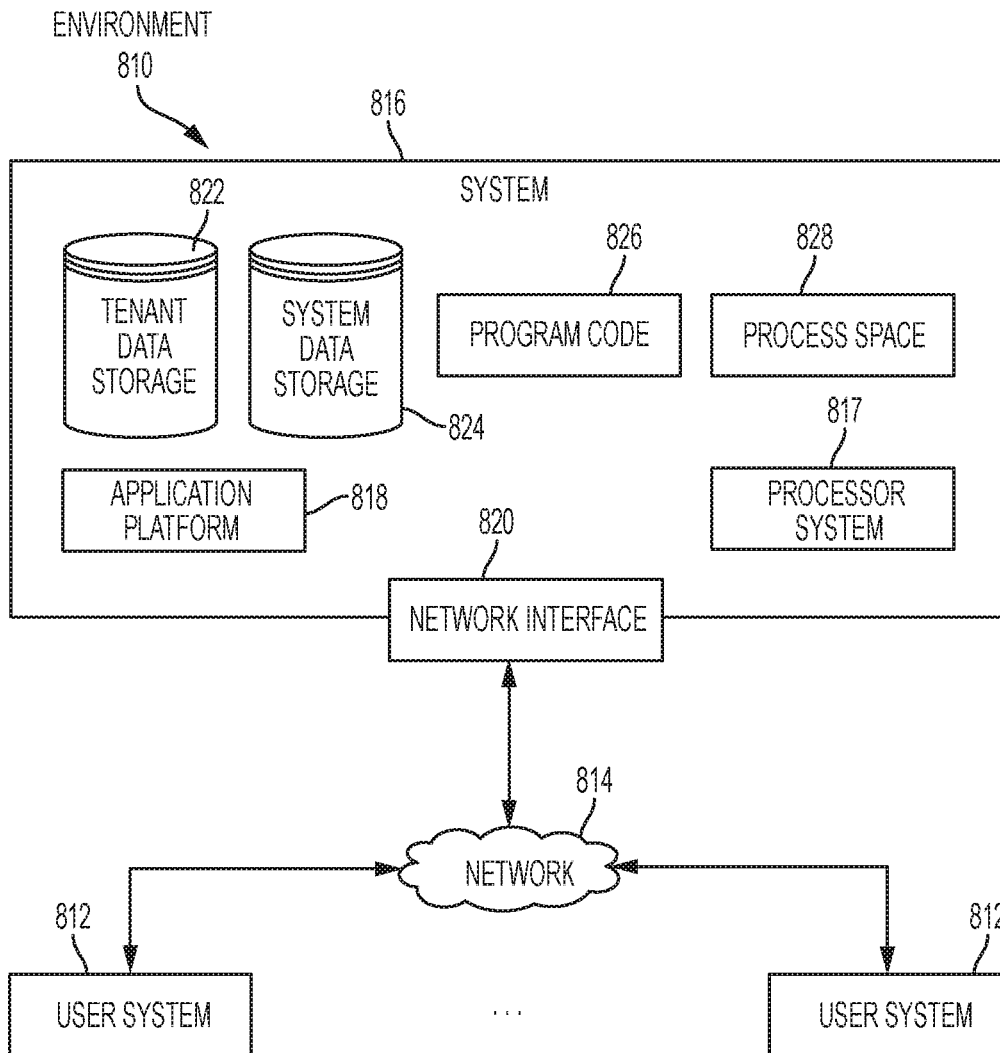 ENVIRONMENT
810
816
SYSTEM
822
TENANT
DATA
STORAGE
SYSTEM
DATA
STORAGE
824
826
PROGRAM CODE
828
PROCESS SPACE
APPLICATION
PLATFORM
818
817
PROCESSOR
SYSTEM
820
NETWORK INTERFACE
814
NETWORK
812
USER SYSTEM
...
812
USER SYSTEM